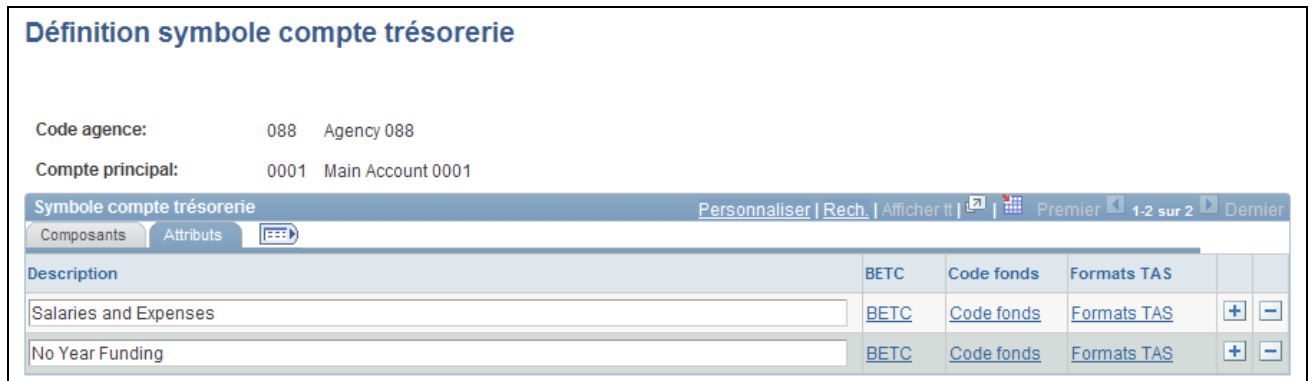 Définition symbole compte trésorerie
Code agence: 088 Agency 088
Compte principal: 0001 Main Account 0001
Symbole compte trésorerie Personnaliser | Rech. | Afficher tt | | Premier 1-2 sur 2 Dernier
Composants Attributs
Description BETC Code fonds Formats TAS
Salaries and Expenses BETC Code fonds Formats TAS + -
No Year Funding BETC Code fonds Formats TAS + -